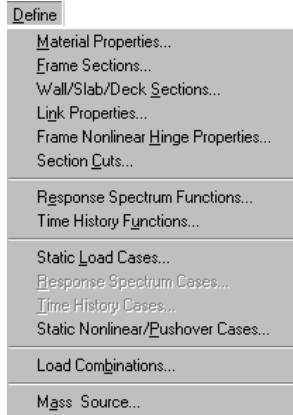 Define
Material Properties...
Frame Sections...
Wall/Slab/Deck Sections...
Link Properties...
Frame Nonlinear Hinge Properties...
Section Cuts...
Response Spectrum Functions...
Time History Functions...
Static Load Cases...
Response Spectrum Cases...
Time History Cases...
Static Nonlinear/Pushover Cases...
Load Combinations...
Mass Source...